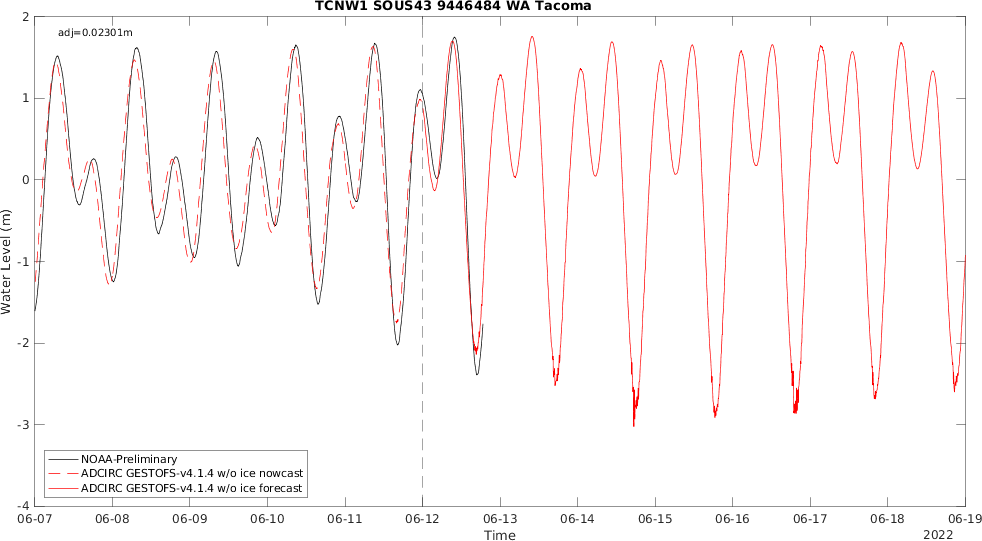 TCNW1 SOUS43 9446484 WA Tacoma
adj=0.02301m
Water Level (m)
2
1
0
-1
-2
-3
-4
NOAA-Preliminary
ADCIRC GESTOFS-v4.1.4 w/o ice nowcast
ADCIRC GESTOFS-v4.1.4 w/o ice forecast
06-07 06-08 06-09 06-10 06-11 06-12 06-13 06-14 06-15 06-16 06-17 06-18 06-19
Time
2022